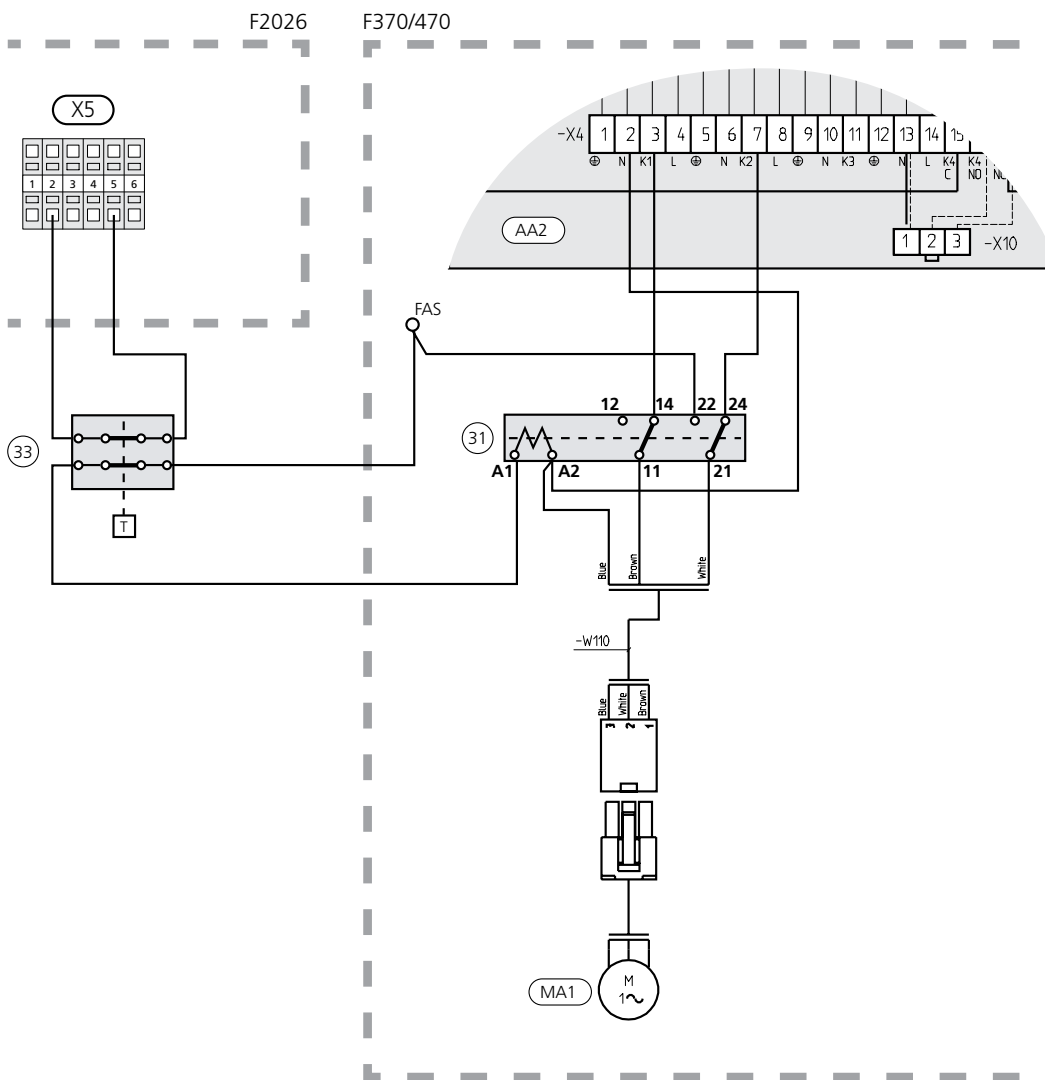 F2026
F370/470
X5
1 2 3 4 5 6
-X4 1 2 3 4 5 6 7 8 9 10 11 12 13 14 15
N K1 L N K2 L N K3 N L K4 K4
C NO
AA2
1 2 3 -X10
FAS
12 14 22 24
33
31
A1 A2 11 21
T
Blue Brown White
-W110
Blue White Brown
3 2 1
MA1
M
1~